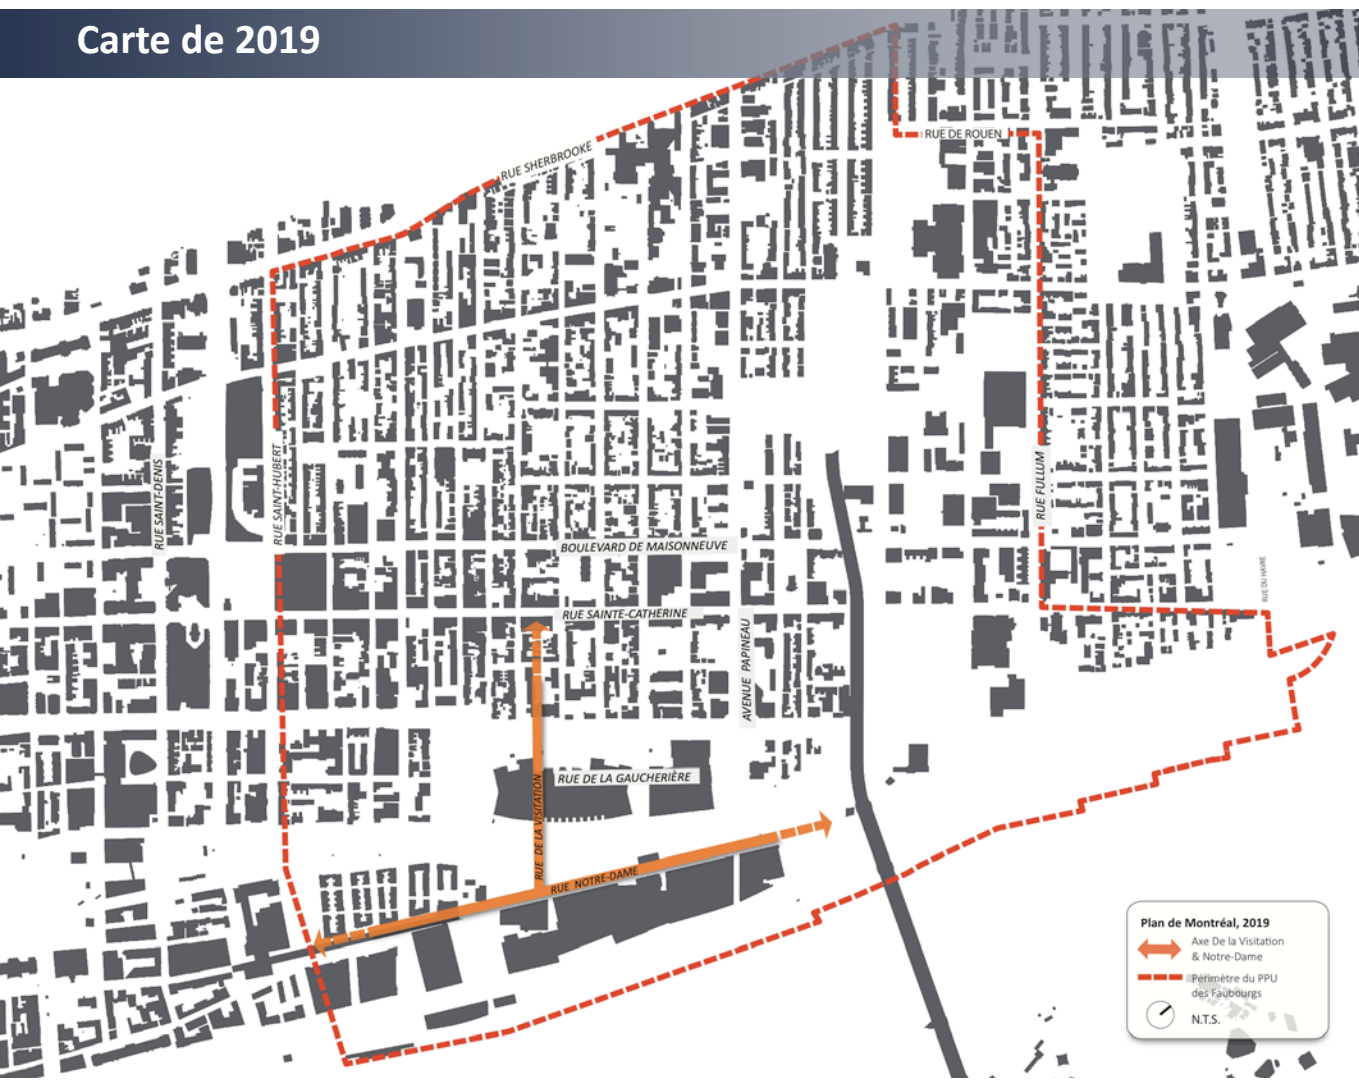 Carte de 2019
RUE DE ROUEN
RUE SHERBROOKE
RUE SAINT-DENIS
RUE SAINT-HUBERT
RUE FULLUM
BOULEVARD DE MAISONNEUVE
RUE DU HAVRE
RUE SAINTE-CATHERINE
AVENUE PAPINEAU
RUE DE LA GAUCHERIÈRE
RUE DE LA VISITATION
RUE NOTRE-DAME
Plan de Montréal, 2019
Axe De la Visitation
& Notre-Dame
Périmètre du PPU
des Faubourgs
N.T.S.